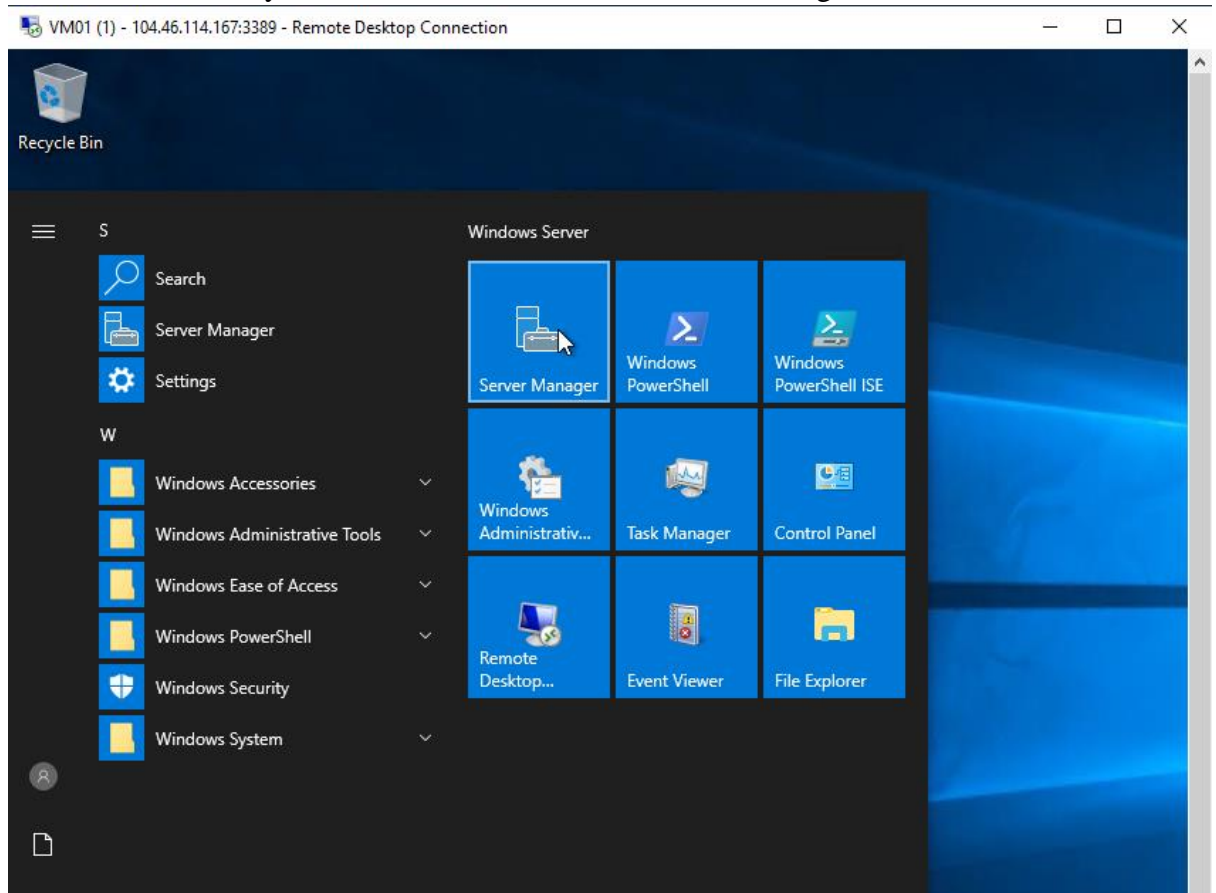 VM01 (1) - 104.46.114.167:3389 - Remote Desktop Connection
Recycle Bin
S
Search
Server Manager
Settings
W
Windows Accessories
Windows Administrative Tools
Windows Ease of Access
Windows PowerShell
Windows Security
Windows System
Windows Server
Server Manager
Windows
PowerShell
Windows
PowerShell ISE
Windows
Administrativ...
Task Manager
Control Panel
Remote
Desktop...
Event Viewer
File Explorer